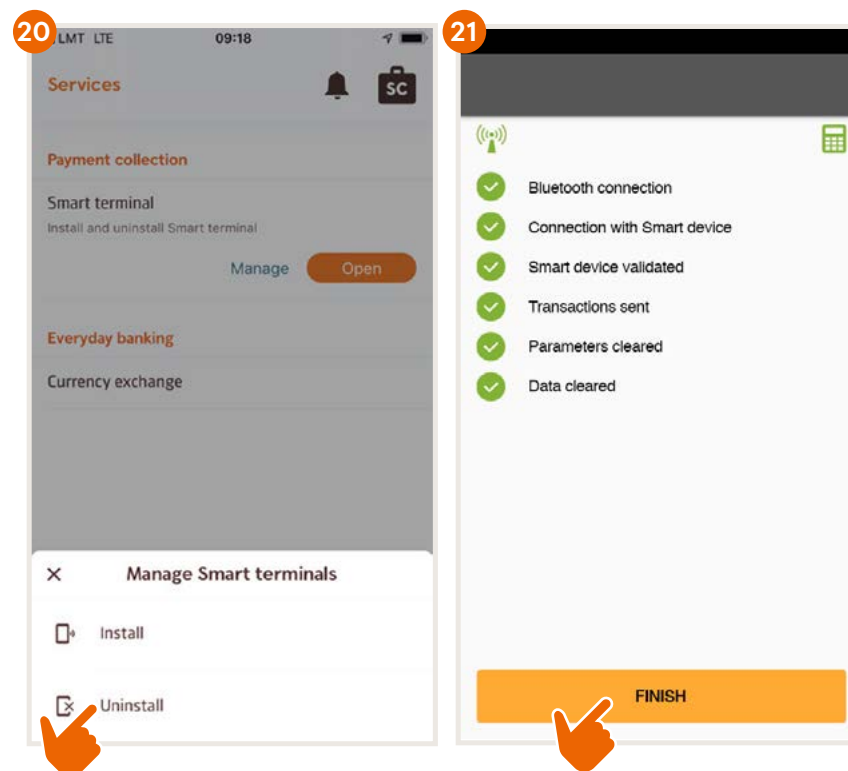 20
LMT LTE 09:18
Services
SC
Payment collection
Smart terminal
Install and uninstall Smart terminal
Manage Open
Everyday banking
Currency exchange
Manage Smart terminals
Install
Uninstall
21
Bluetooth connection
Connection with Smart device
Smart device validated
Transactions sent
Parameters cleared
Data cleared
FINISH